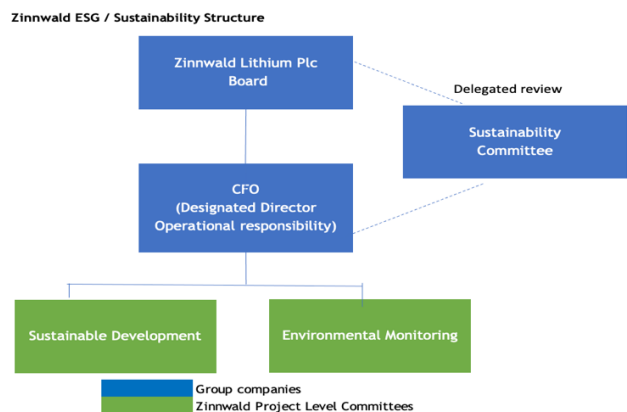 Zinnwald ESG / Sustainability Structure
Zinnwald Lithium Plc
Board
Delegated review
Sustainability
Committee
CFO
(Designated Director
Operational responsibility)
Sustainable Development
Environmental Monitoring
Group companies
Zinnwald Project Level Committees